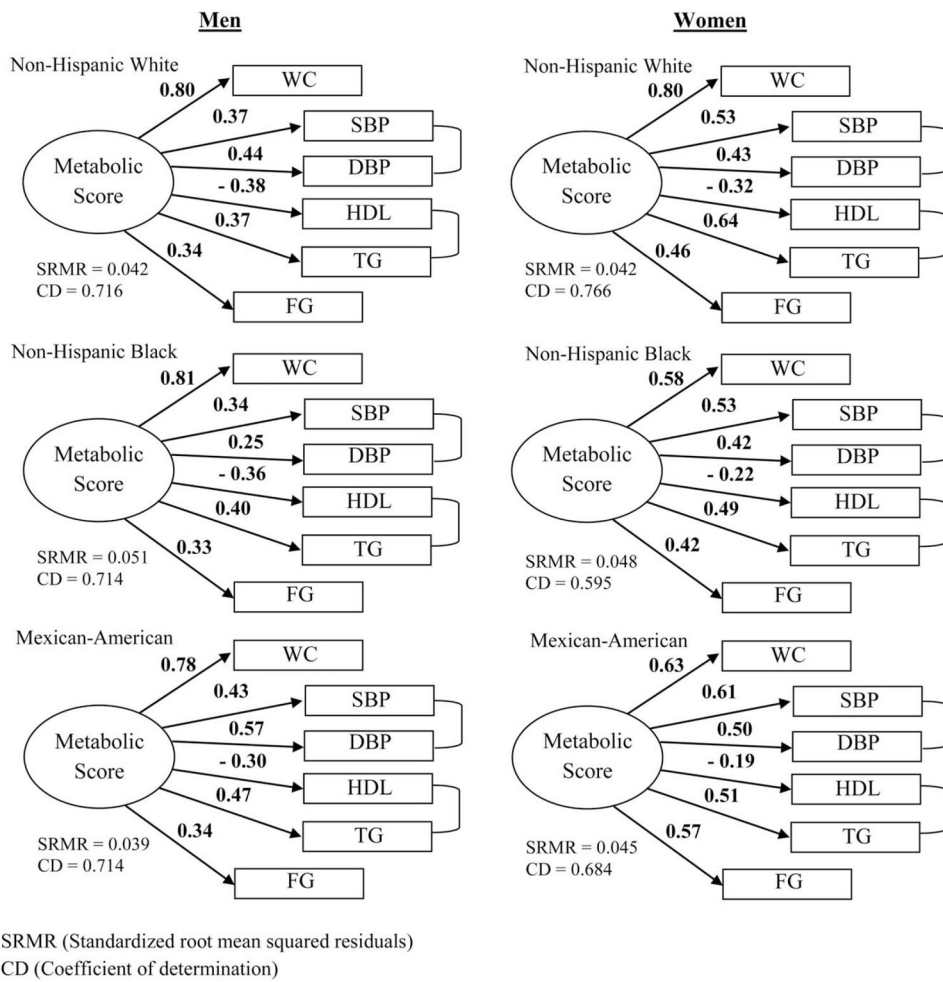 Men
Non-Hispanic White
0.80
WC
0.37
SBP
0.44
DBP
- 0.38
HDL
0.37
TG
0.34
FG
Metabolic
Score
SRMR = 0.042
CD = 0.716
Non-Hispanic Black
0.81
WC
0.34
SBP
0.25
DBP
- 0.36
HDL
0.40
TG
0.33
FG
Metabolic
Score
SRMR = 0.051
CD = 0.714
Mexican-American
0.78
WC
0.43
SBP
0.57
DBP
- 0.30
HDL
0.47
TG
0.34
FG
Metabolic
Score
SRMR = 0.039
CD = 0.714
Women
Non-Hispanic White
0.80
WC
0.53
SBP
0.43
DBP
- 0.32
HDL
0.64
TG
0.46
FG
Metabolic
Score
SRMR = 0.042
CD = 0.766
Non-Hispanic Black
0.58
WC
0.53
SBP
0.42
DBP
- 0.22
HDL
0.49
TG
0.42
FG
Metabolic
Score
SRMR = 0.048
CD = 0.595
Mexican-American
0.63
WC
0.61
SBP
0.50
DBP
- 0.19
HDL
0.51
TG
0.57
FG
Metabolic
Score
SRMR = 0.045
CD = 0.684
SRMR (Standardized root mean squared residuals)
CD (Coefficient of determination)